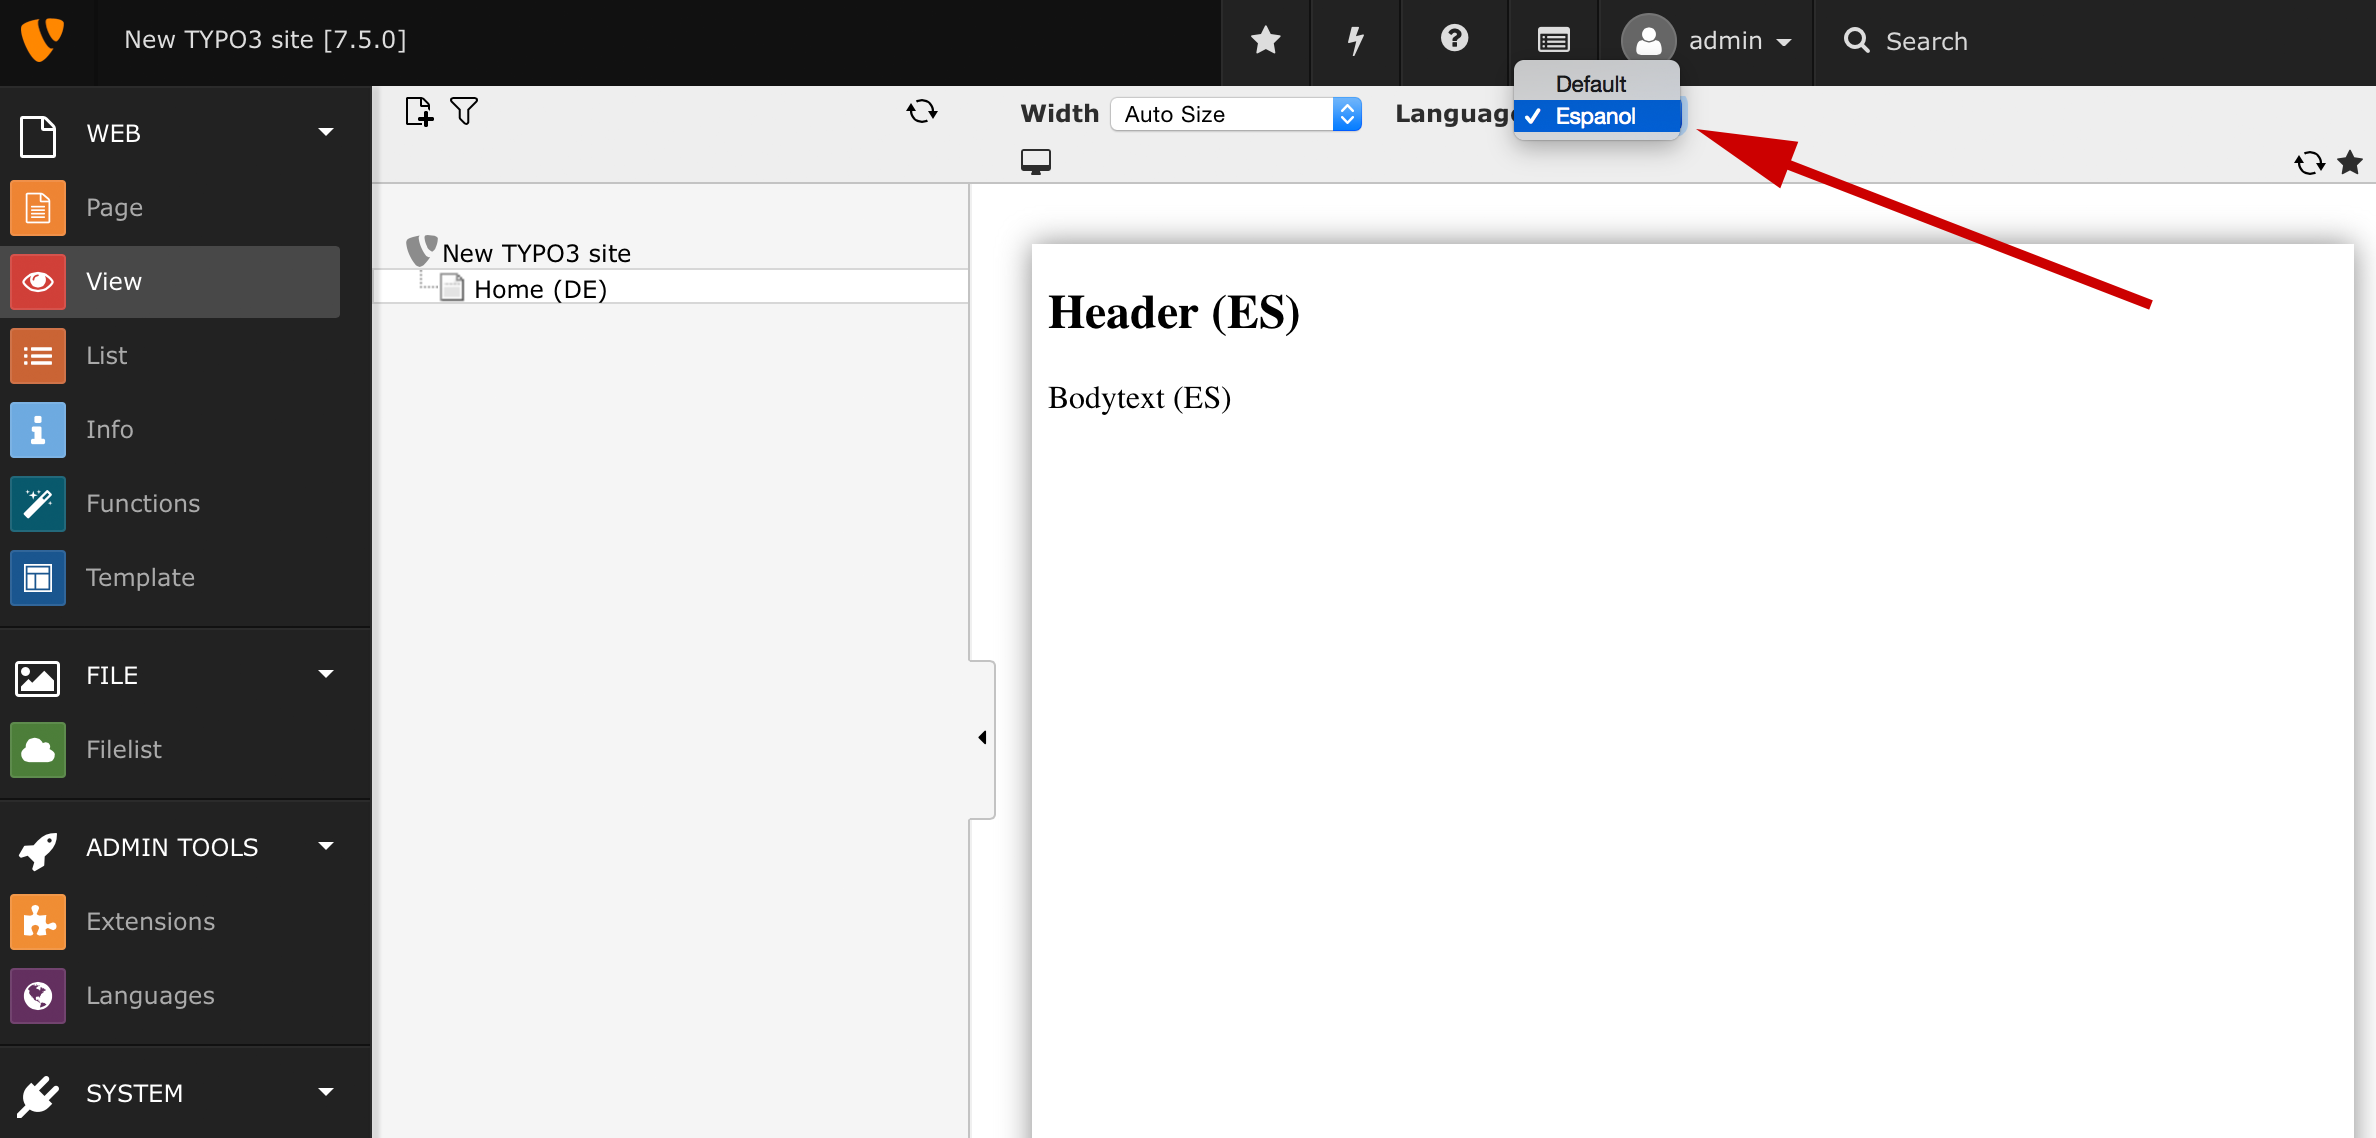 New TYPO3 site [7.5.0]
admin
Search
WEB
Page
View
List
Info
Functions
Template
FILE
Filelist
ADMIN TOOLS
Extensions
Languages
SYSTEM
New TYPO3 site
Home (DE)
Width Auto Size Language
Default
Espanol
Header (ES)
Bodytext (ES)